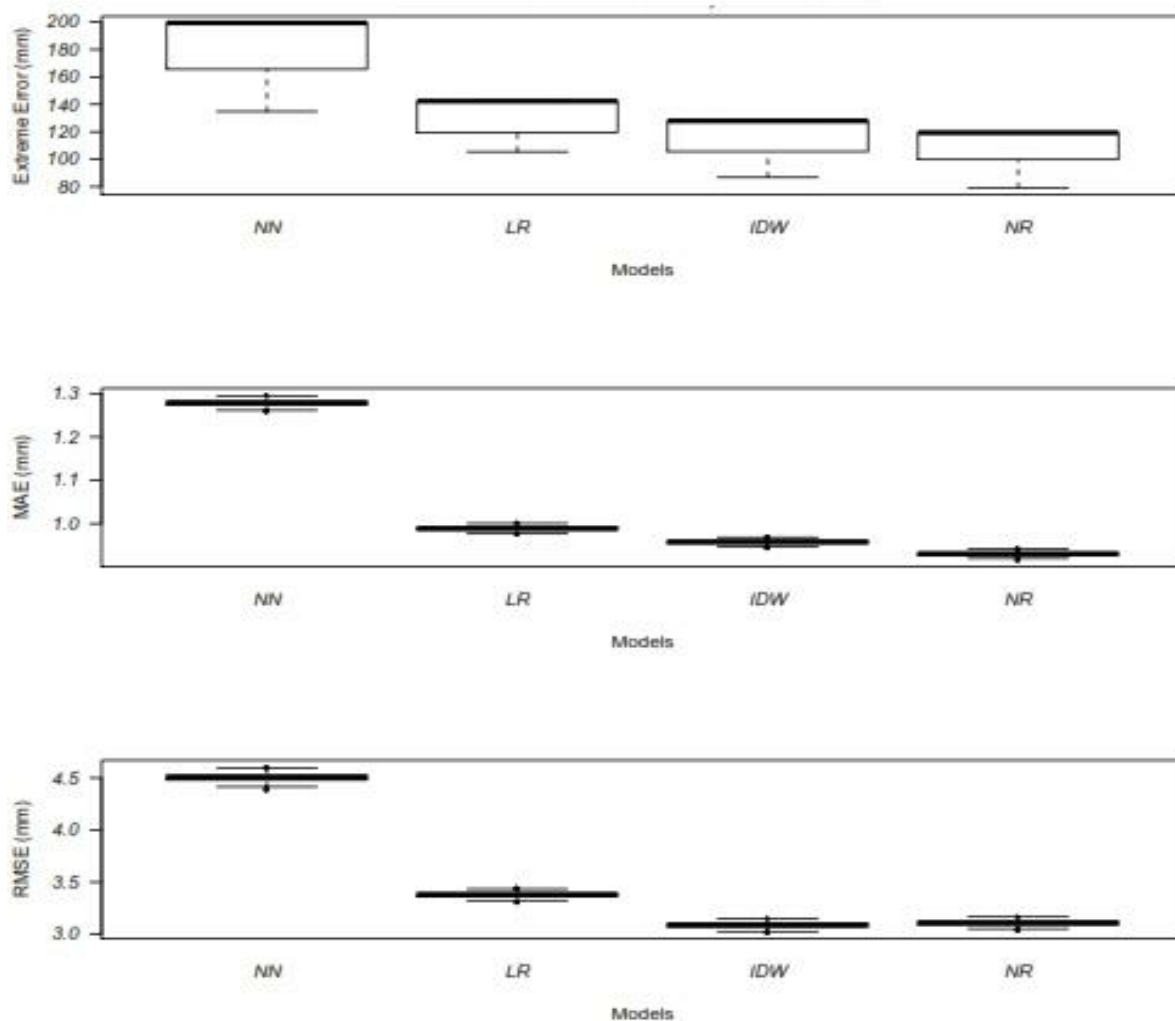 Extreme Error (mm)
200
180
160
140
120
100
80
NN LR IDW NR
Models
MAE (mm)
1.3
1.2
1.1
1.0
NN LR IDW NR
Models
RMSE (mm)
4.5
4.0
3.5
3.0
NN LR IDW NR
Models